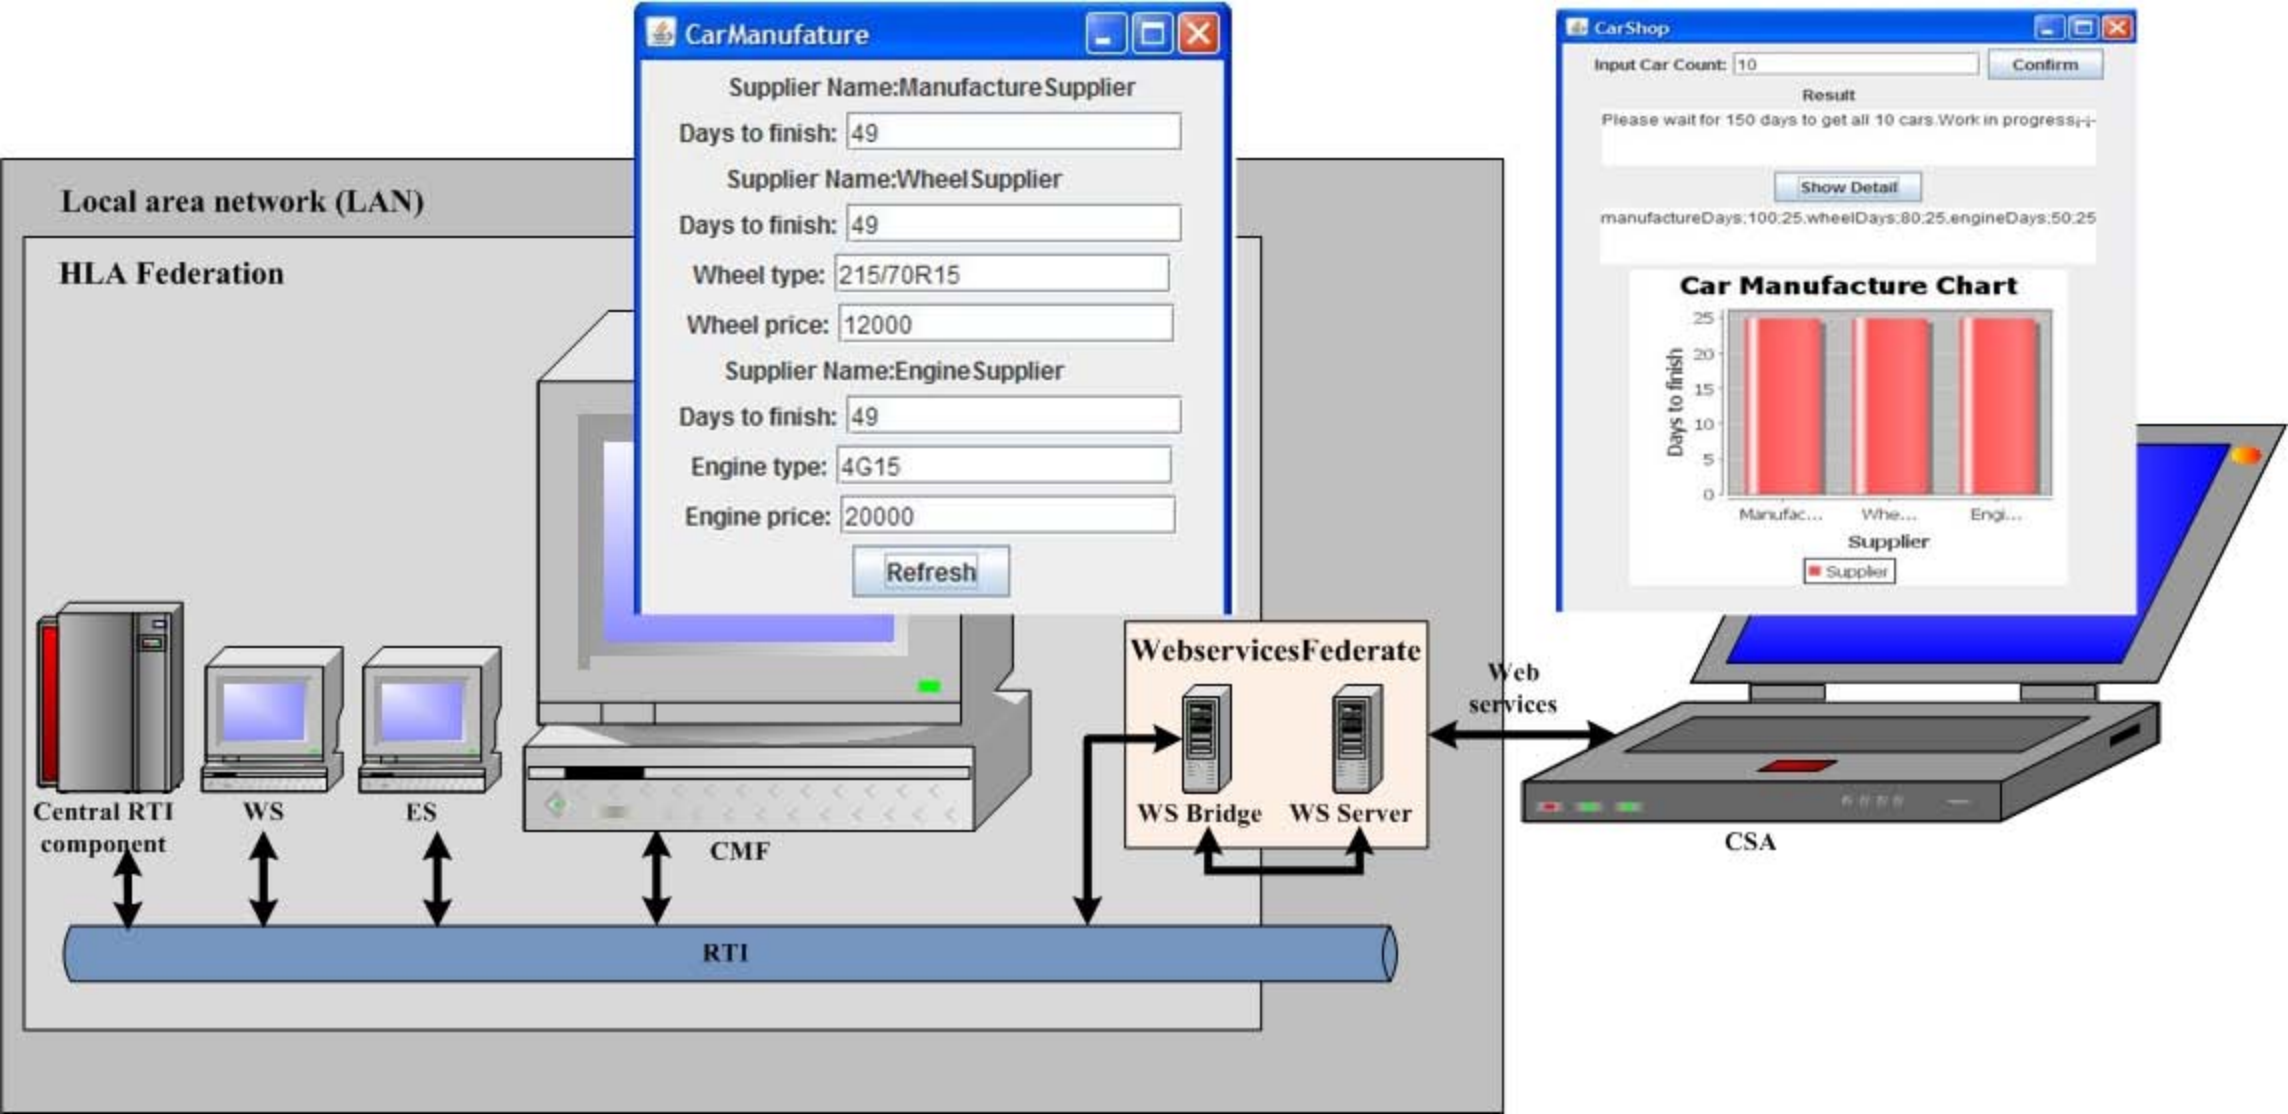 CarManufature
Supplier Name:ManufactureSupplier
Days to finish: 49
Supplier Name:WheelSupplier
Days to finish: 49
Wheel type: 215/70R15
Wheel price: 12000
Supplier Name:EngineSupplier
Days to finish: 49
Engine type: 4G15
Engine price: 20000
Refresh
CarShop
Input Car Count: 10 Confirm
Result
Please wait for 150 days to get all 10 cars.Work in progress¡-¡-
Show Detail
manufactureDays;100;25,wheelDays;80;25,engineDays;50;25
Car Manufacture Chart
25
20
15
10
5
0
Days to finish
Manufac... Whe... Engi...
Supplier
Supplier
Local area network (LAN)
HLA Federation
Central RTI
component
WS
ES
CMF
WebservicesFederate
WS Bridge WS Server
Web
services
CSA
RTI